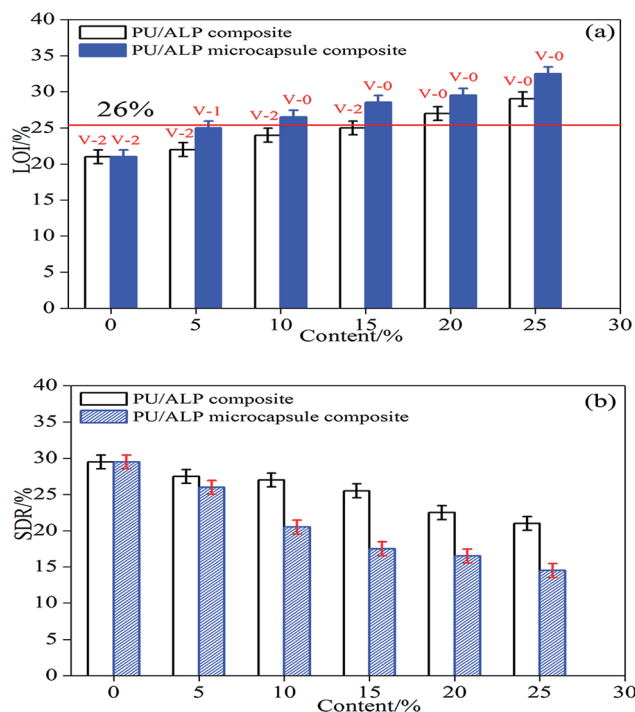 40
PU/ALP composite
(a)
35
PU/ALP microcapsule composite
V-0
30
V-0
V-0
V-0
V-0
V-0
26%
V-1
V-2
V-2
25
V-2 V-2
V-2
20
LOI/%
15
10
5
0
0 5 10 15 20 25 30
Content/%
40
PU/ALP composite
(b)
35
PU/ALP microcapsule composite
30
25
20
SDR/%
15
10
5
0
0 5 10 15 20 25 30
Content/%